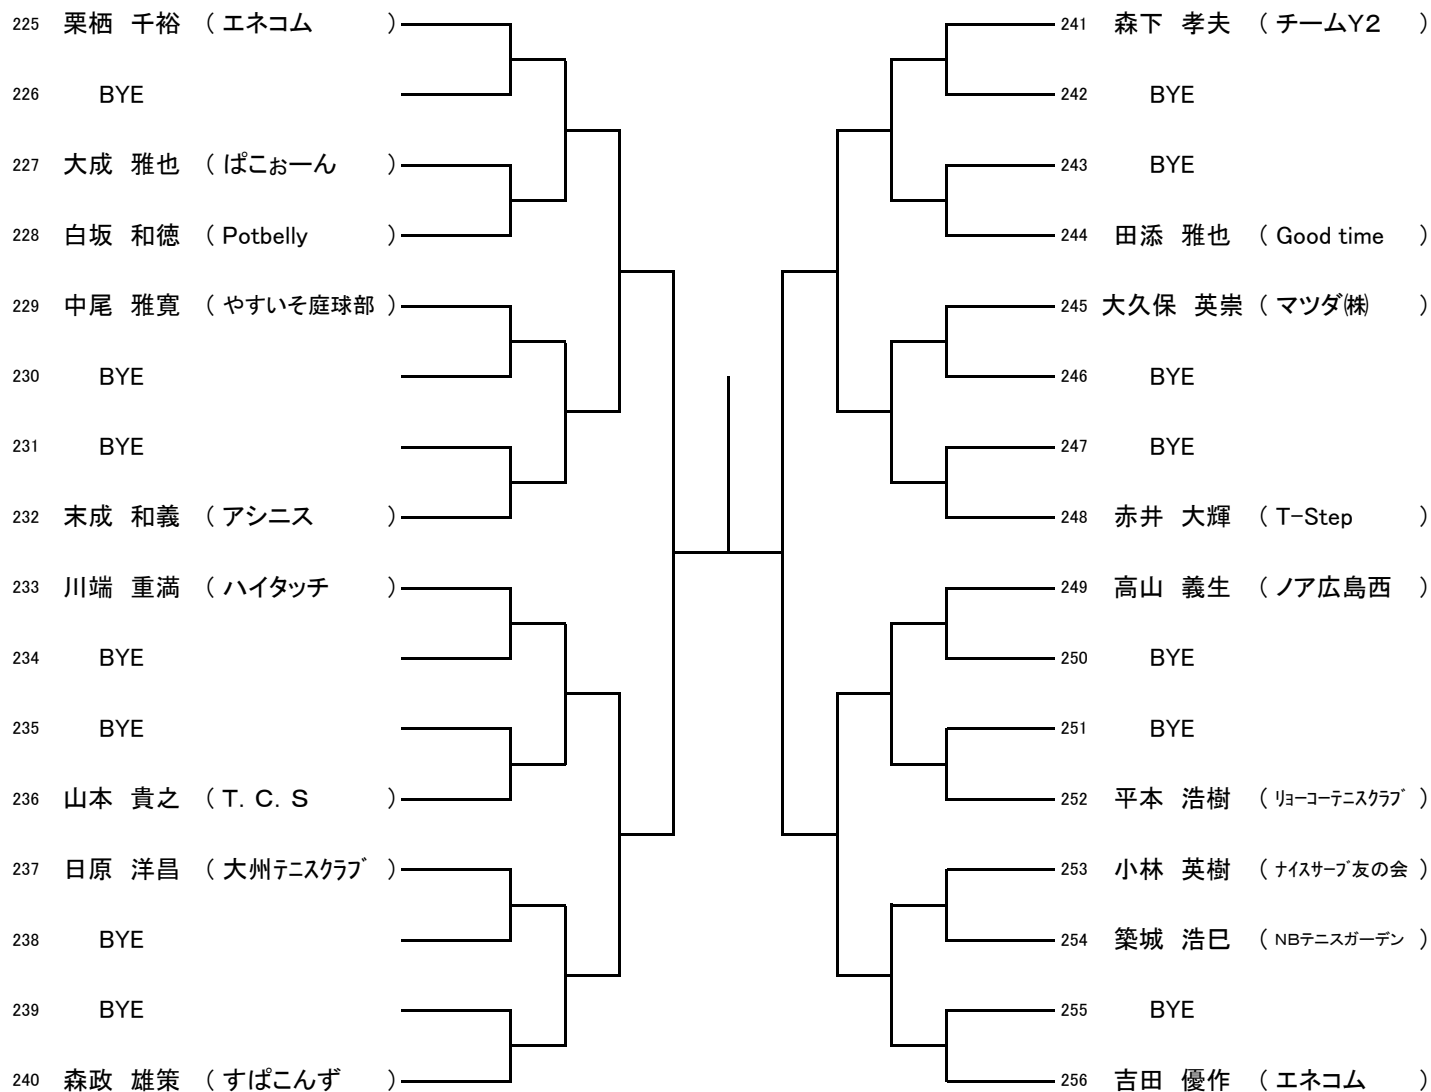 225 栗栖 千裕 ( エネコム )
226 BYE
227 大成 雅也 ( ぱこぉーん )
228 白坂 和徳 ( Potbelly )
229 中尾 雅寛 ( やすいそ庭球部 )
230 BYE
231 BYE
232 末成 和義 ( アシニス )
233 川端 重満 ( ハイタッチ )
234 BYE
235 BYE
236 山本 貴之 ( T. C. S )
237 日原 洋昌 ( 大州ﾃﾆｽｸﾗﾌﾞ )
238 BYE
239 BYE
240 森政 雄策 ( すぱこんず )
241 森下 孝夫 ( チームY2 )
242 BYE
243 BYE
244 田添 雅也 ( Good time )
245 大久保 英崇 ( マツダ㈱ )
246 BYE
247 BYE
248 赤井 大輝 ( T-Step )
249 高山 義生 ( ノア広島西 )
250 BYE
251 BYE
252 平本 浩樹 ( ﾘｮｰｺｰﾃﾆｽｸﾗﾌﾞ )
253 小林 英樹 ( ﾅｲｽｻｰﾌﾞ友の会 )
254 築城 浩巳 ( NBテニスガーデン )
255 BYE
256 吉田 優作 ( エネコム )